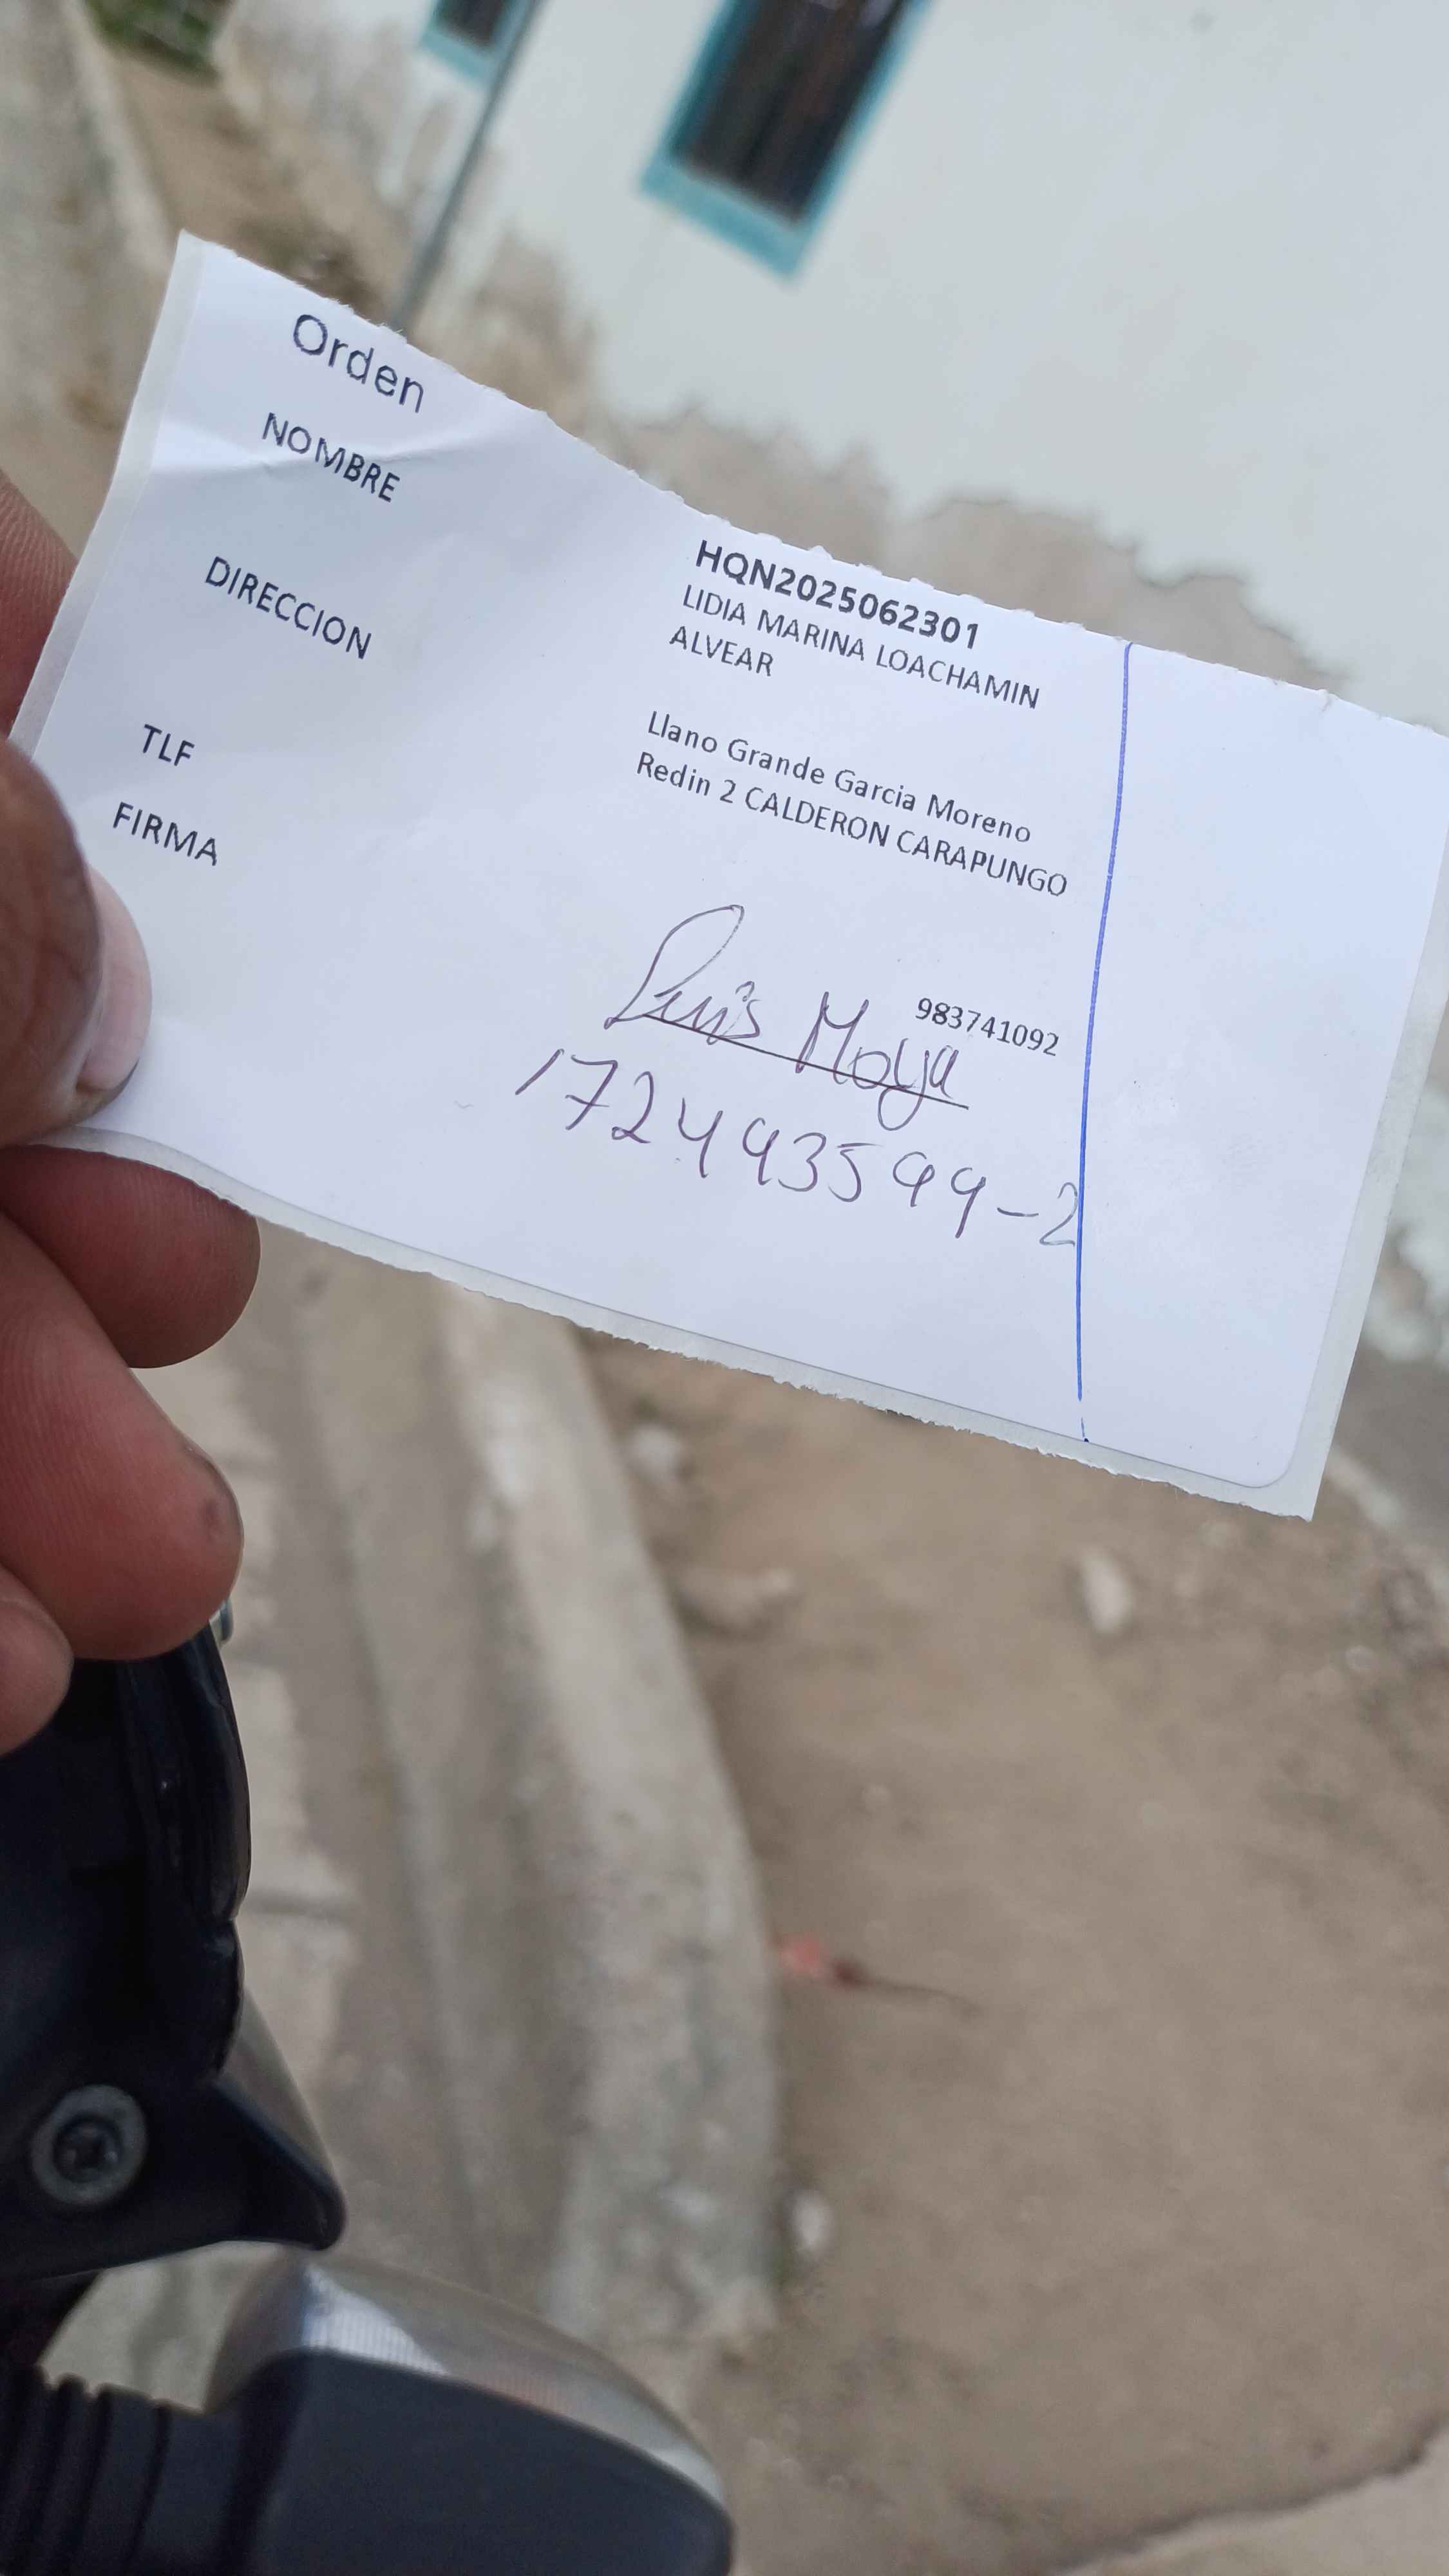 Orden
HQN2025062301
NOMBRE
LIDIA MARINA LOACHAMIN
ALVEAR
DIRECCION
Llano Grande Garcia Moreno
Redin 2 CALDERON CARAPUNGO
TLF
983741092
FIRMA
Luis Moya
172493599-2